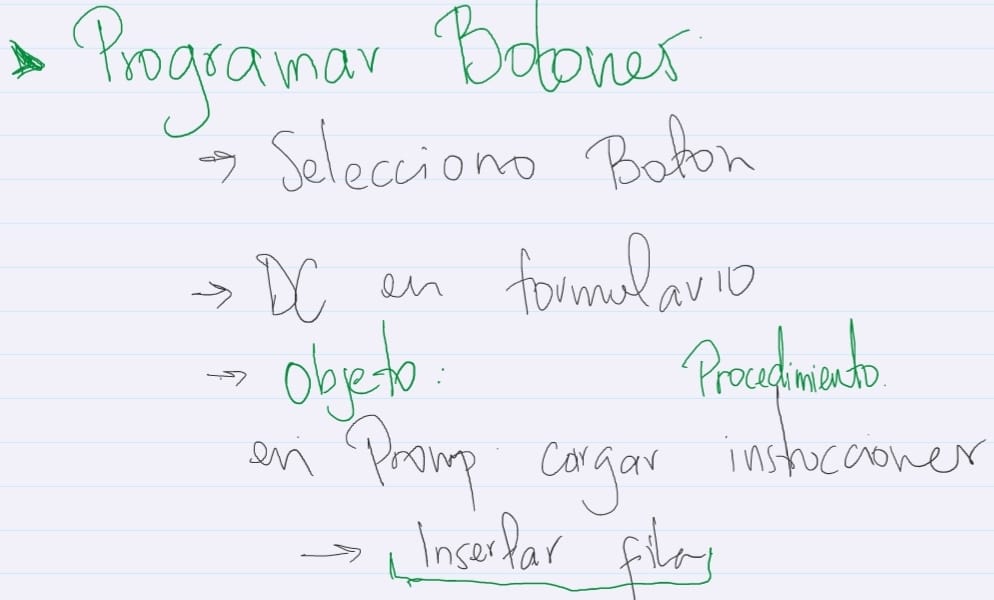 Programar Botones
→ Selecciono Boton
→ DC en formulario
→ Objeto: Procedimiento.
en Promp cargar instrucciones
→ Insertar fila